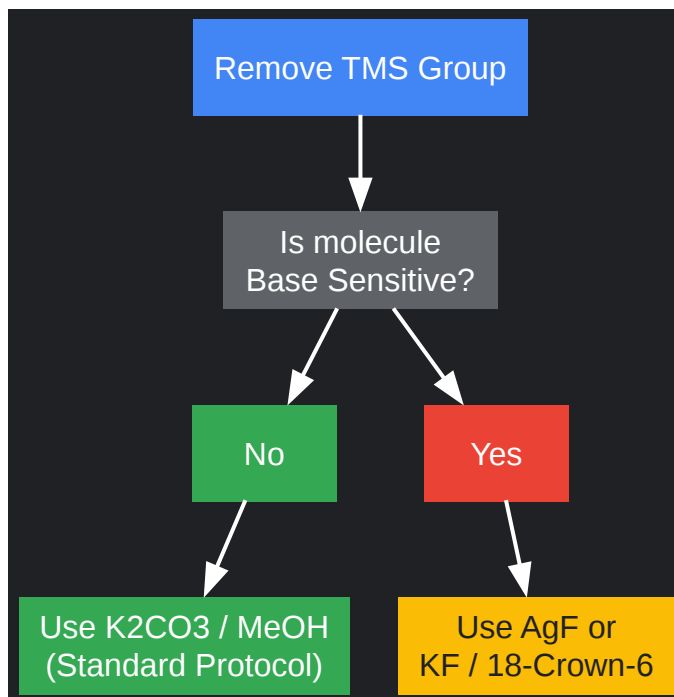 Remove TMS Group
Is molecule
Base Sensitive?
No
Yes
Use K2CO3 / MeOH
(Standard Protocol)
Use AgF or
KF / 18-Crown-6